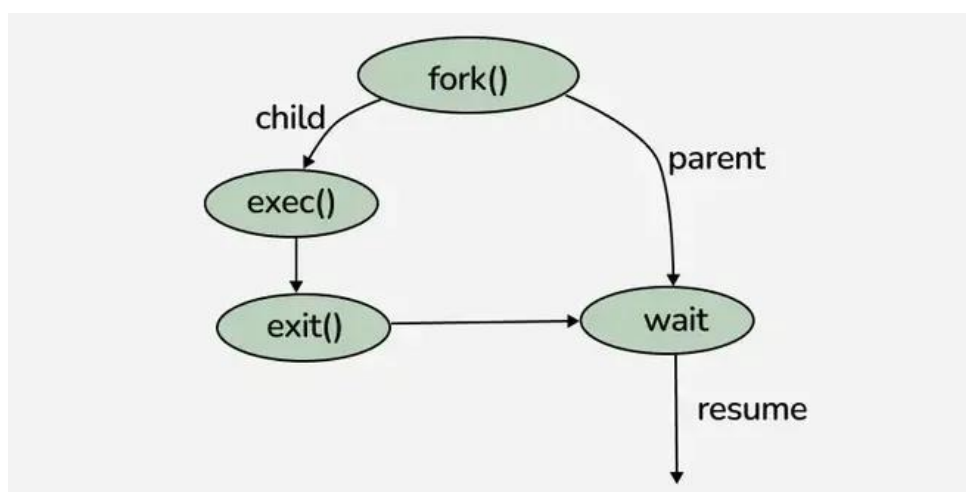 fork()
child
parent
exec()
exit()
wait
resume